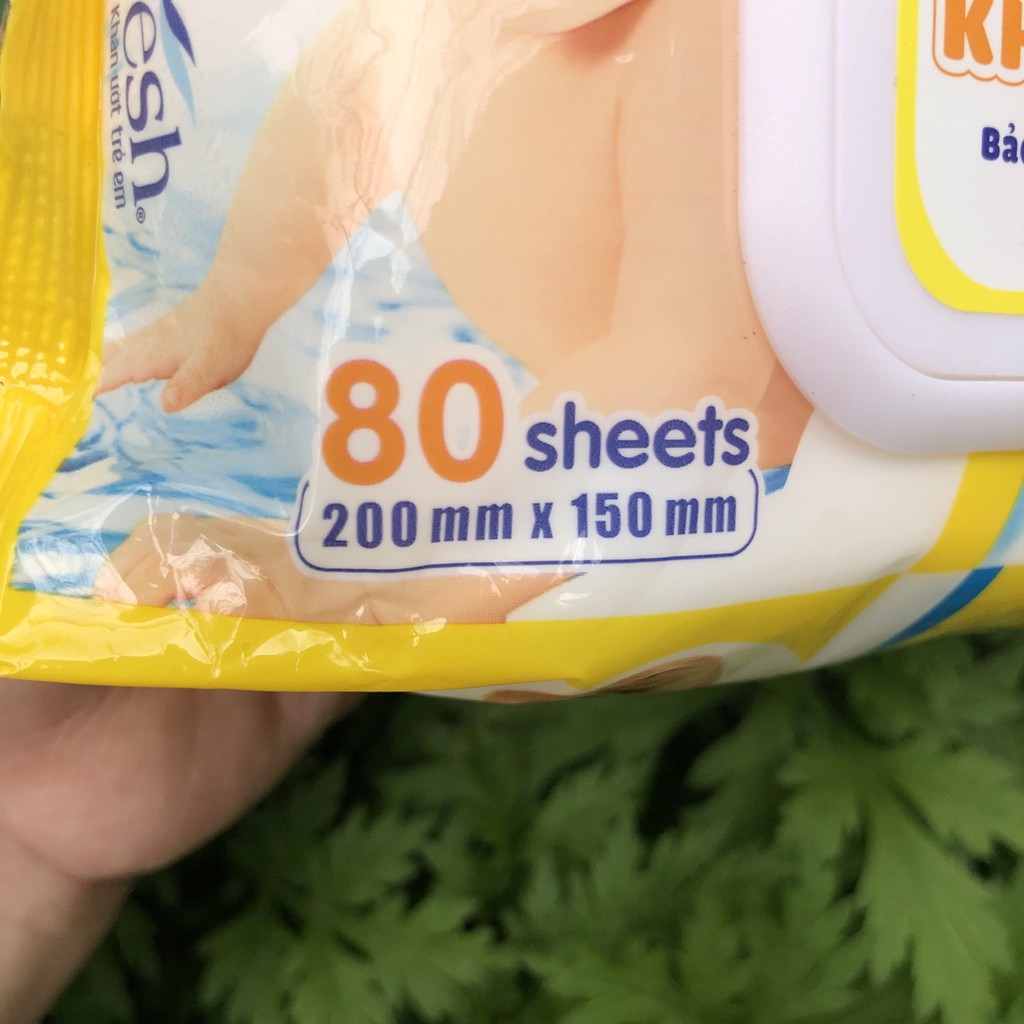 esh®
Khăn ướt trẻ em
80 sheets
200 mm x 150 mm